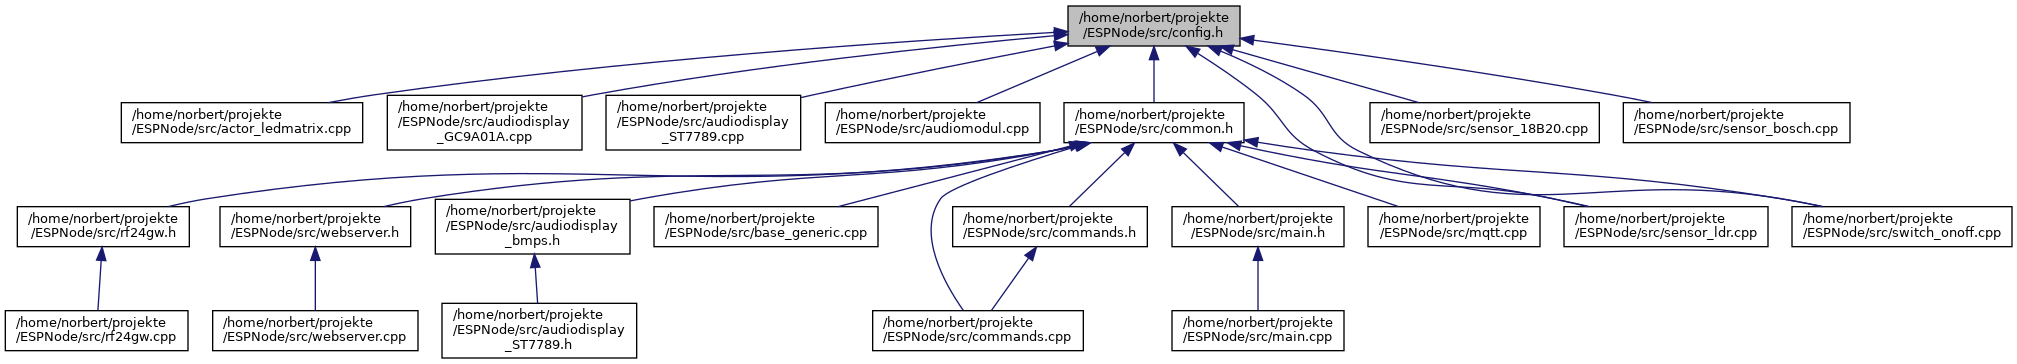 /home/norbert/projekte
/ESPNode/src/config.h
/home/norbert/projekte
/ESPNode/src/actor_ledmatrix.cpp
/home/norbert/projekte
/ESPNode/src/audiodisplay
_GC9A01A.cpp
/home/norbert/projekte
/ESPNode/src/audiodisplay
_ST7789.cpp
/home/norbert/projekte
/ESPNode/src/audiomodul.cpp
/home/norbert/projekte
/ESPNode/src/common.h
/home/norbert/projekte
/ESPNode/src/sensor_18B20.cpp
/home/norbert/projekte
/ESPNode/src/sensor_bosch.cpp
/home/norbert/projekte
/ESPNode/src/rf24gw.h
/home/norbert/projekte
/ESPNode/src/webserver.h
/home/norbert/projekte
/ESPNode/src/audiodisplay
_bmps.h
/home/norbert/projekte
/ESPNode/src/base_generic.cpp
/home/norbert/projekte
/ESPNode/src/commands.h
/home/norbert/projekte
/ESPNode/src/main.h
/home/norbert/projekte
/ESPNode/src/mqtt.cpp
/home/norbert/projekte
/ESPNode/src/sensor_ldr.cpp
/home/norbert/projekte
/ESPNode/src/switch_onoff.cpp
/home/norbert/projekte
/ESPNode/src/rf24gw.cpp
/home/norbert/projekte
/ESPNode/src/webserver.cpp
/home/norbert/projekte
/ESPNode/src/audiodisplay
_ST7789.h
/home/norbert/projekte
/ESPNode/src/commands.cpp
/home/norbert/projekte
/ESPNode/src/main.cpp